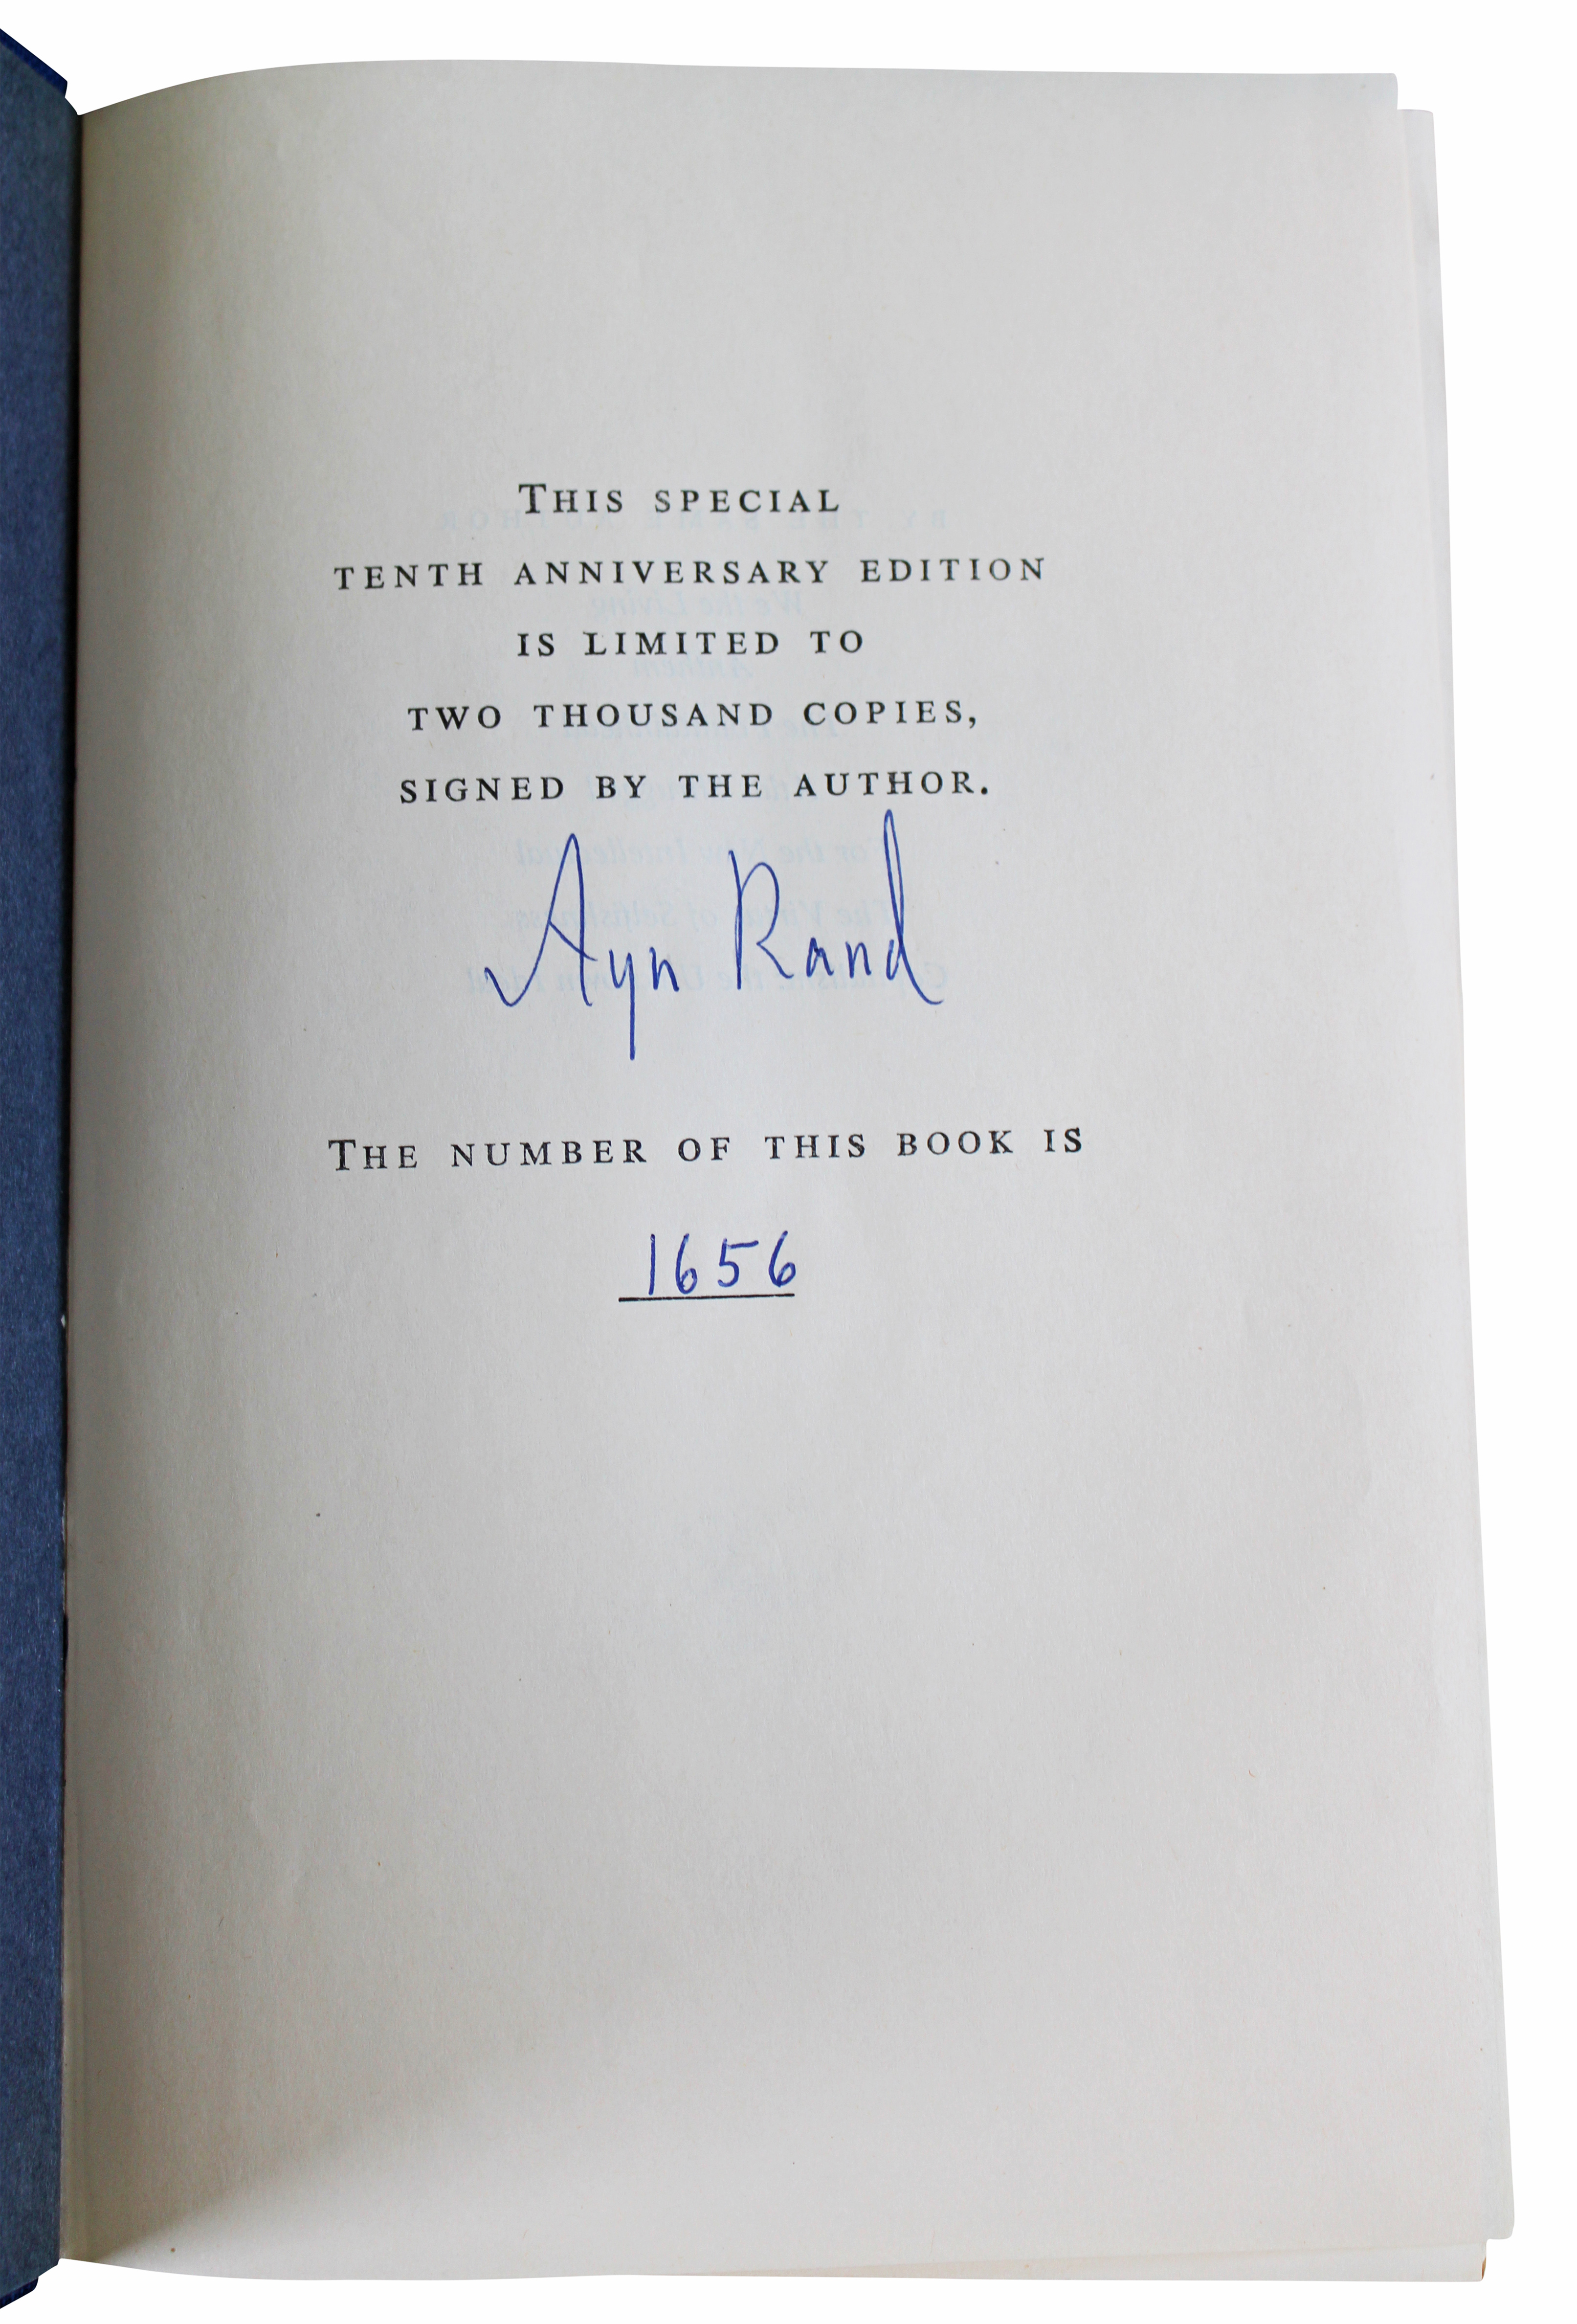 THIS SPECIAL
TENTH ANNIVERSARY EDITION
IS LIMITED TO
TWO THOUSAND COPIES,
SIGNED BY THE AUTHOR.
Ayn Rand
THE NUMBER OF THIS BOOK IS
1656